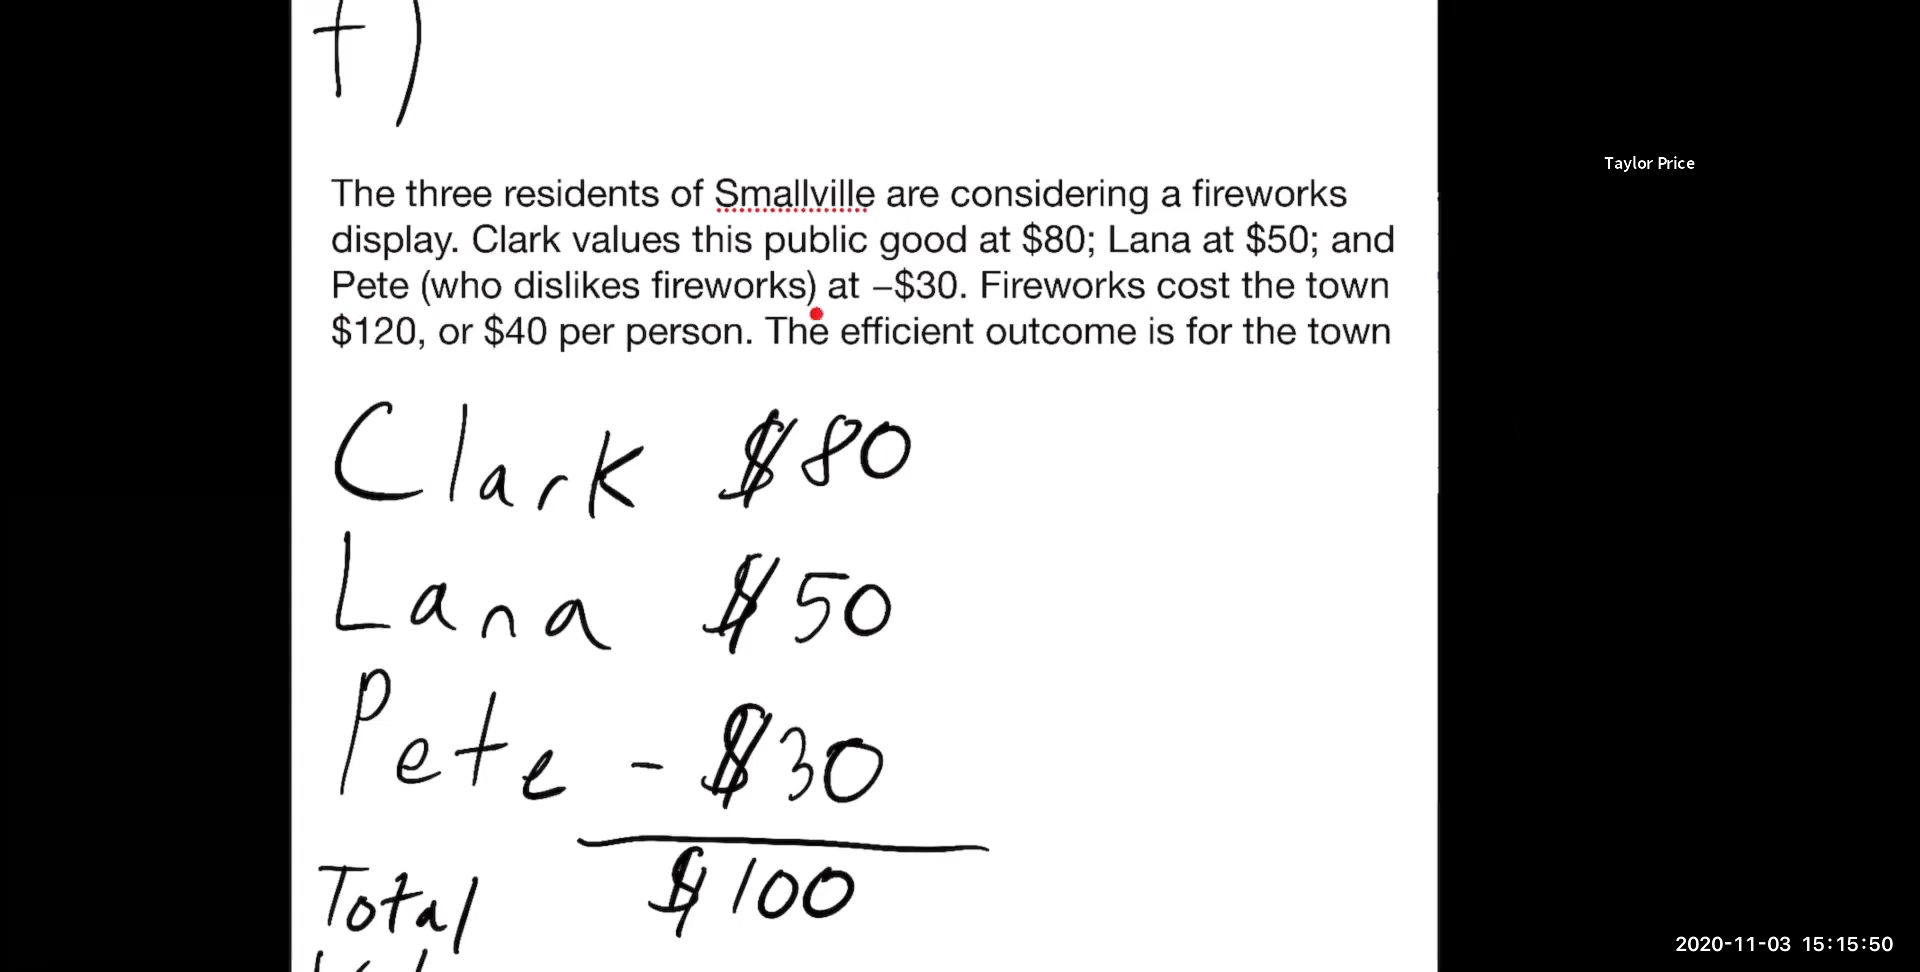 f)
Taylor Price
The three residents of Smallville are considering a fireworks
display. Clark values this public good at $80; Lana at $50; and
Pete (who dislikes fireworks) at –$30. Fireworks cost the town
$120, or $40 per person. The efficient outcome is for the town
Clark $80
Lana $50
Pete - $30
Total $100
2020-11-03 15:15:50